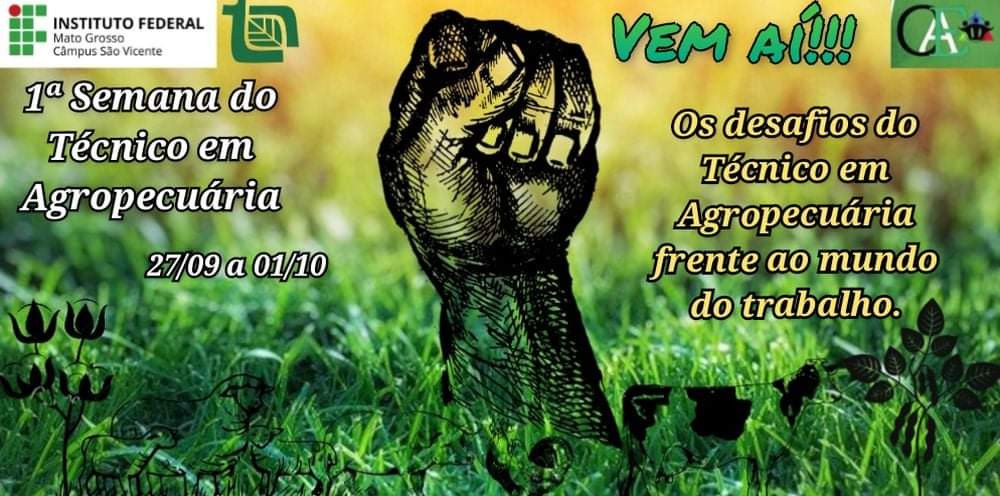 INSTITUTO FEDERAL
Mato Grosso
Câmpus São Vicente
1ª Semana do
Técnico em
Agropecuária
27/09 a 01/10
Vem aí!!!
Os desafios do
Técnico em
Agropecuária
frente ao mundo
do trabalho.